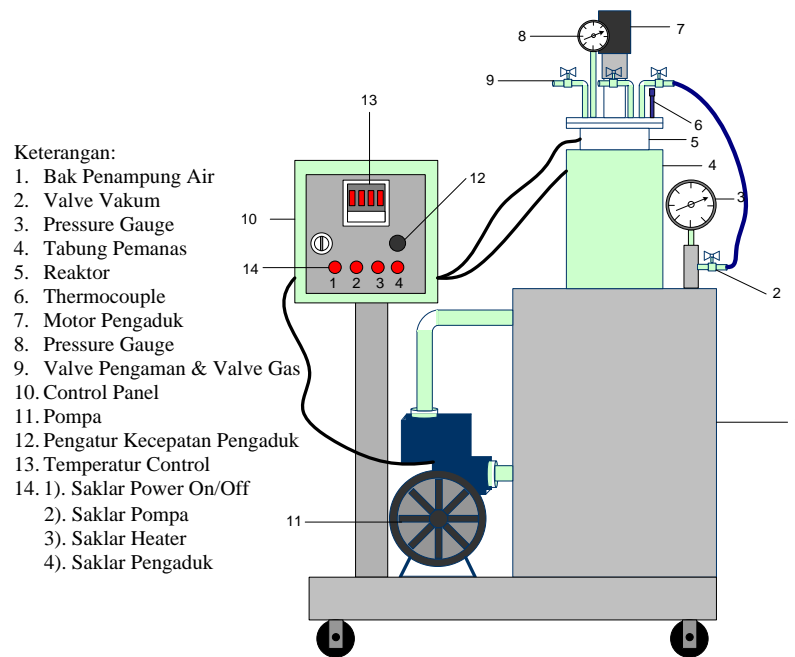 Keterangan:
1. Bak Penampung Air
2. Valve Vakum
3. Pressure Gauge
4. Tabung Pemanas
5. Reaktor
6. Thermocouple
7. Motor Pengaduk
8. Pressure Gauge
9. Valve Pengaman & Valve Gas
10. Control Panel
11. Pompa
12. Pengatur Kecepatan Pengaduk
13. Temperatur Control
14. 1). Saklar Power On/Off
2). Saklar Pompa
3). Saklar Heater
4). Saklar Pengaduk
13
10
12
14
1 2 3 4
11
8
7
9
6
5
4
3
2